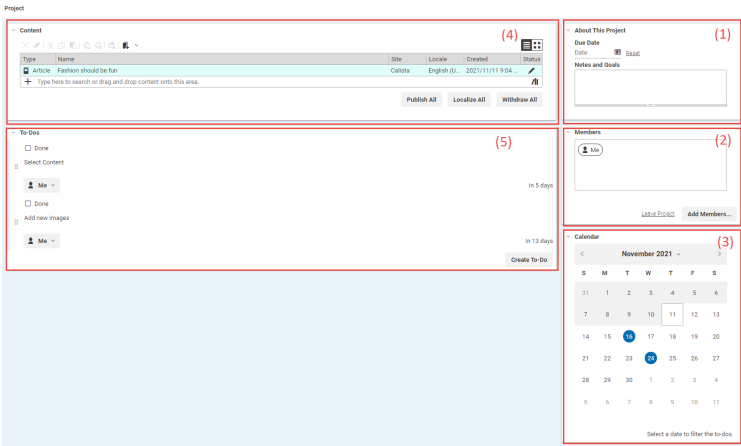 Project
Content
(4)
Type Name Site Locale Created Status
Article Fashion should be fun Calista English (U... 2021/11/11 9:04 ...
Type here to search or drag and drop content onto this area.
Publish All Localize All Withdraw All
To-Dos
(5)
Done
Select Content
Me
In 5 days
Done
Add new images
Me
In 13 days
Create To-Do
About This Project
(1)
Due Date
Date Reset
Notes and Goals
Members
(2)
Me
Leave Project Add Members...
Calendar
(3)
November 2021
S M T W T F S
31 1 2 3 4 5 6
7 8 9 10 11 12 13
14 15 16 17 18 19 20
21 22 23 24 25 26 27
28 29 30 1 2 3 4
5 6 7 8 9 10 11
Select a date to filter the to-dos.